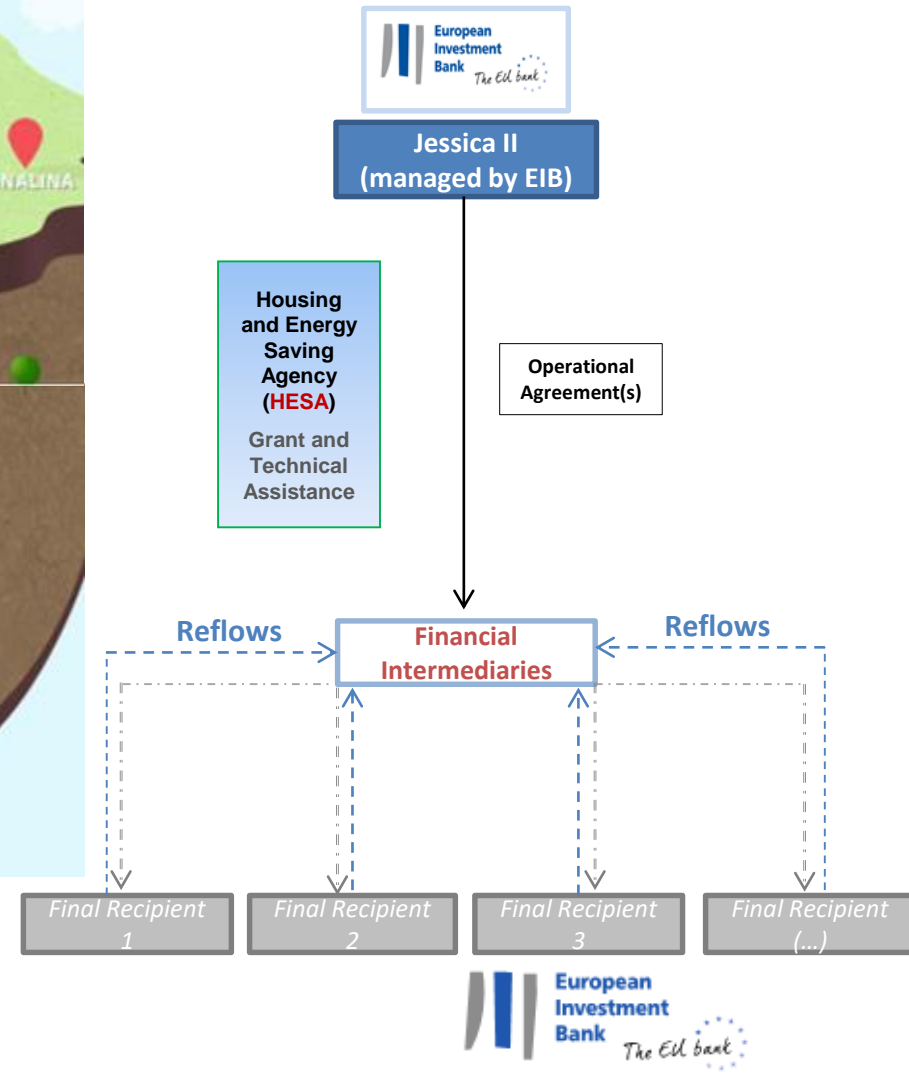 European
Investment
Bank
The EU bank
Jessica II
(managed by EIB)
NALINA
Housing
and Energy
Saving
Agency
(HESA)
Grant and
Technical
Assistance
Operational
Agreement(s)
Reflows
Financial
Intermediaries
Reflows
Final Recipient
1
Final Recipient
2
Final Recipient
3
Final Recipient
(...)
European
Investment
Bank
The EU bank